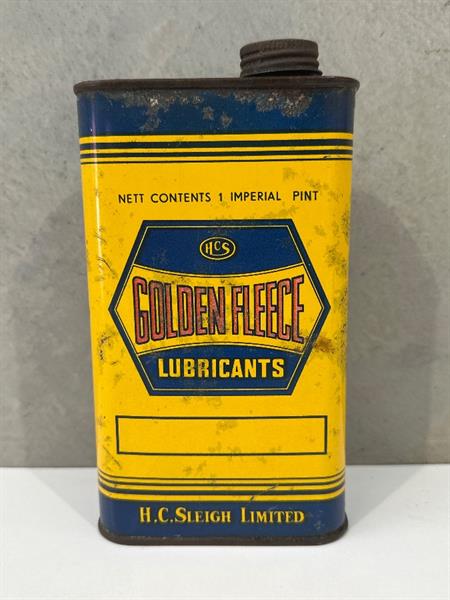 NETT CONTENTS 1 IMPERIAL PINT
HCS
GOLDEN FLEECE
LUBRICANTS
H.C. SLEIGH LIMITED